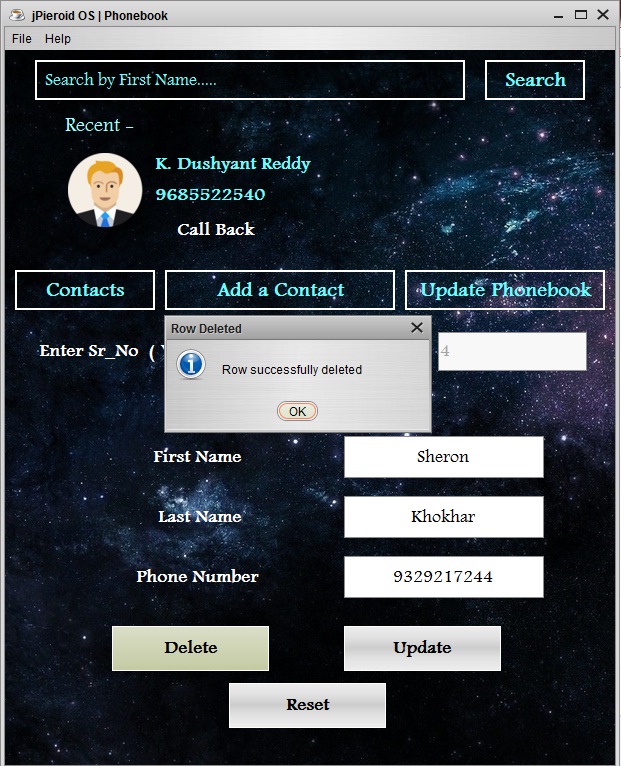 jPieroid OS | Phonebook
File Help
Search by First Name.....
Search
Recent -
K. Dushyant Reddy
9685522540
Call Back
Contacts
Add a Contact
Update Phonebook
Row Deleted
Enter Sr_No (
4
Row successfully deleted
OK
First Name
Sheron
Last Name
Khokhar
Phone Number
9329217244
Delete
Update
Reset